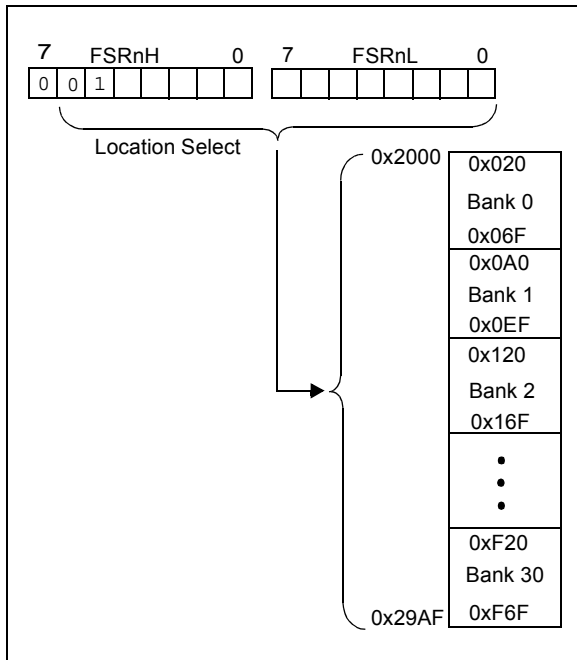 7 FSRnH 0 7 FSRnL 0
0 0 1
Location Select
0x2000
0x020
Bank 0
0x06F
0x0A0
Bank 1
0x0EF
0x120
Bank 2
0x16F
0xF20
Bank 30
0x29AF
0xF6F